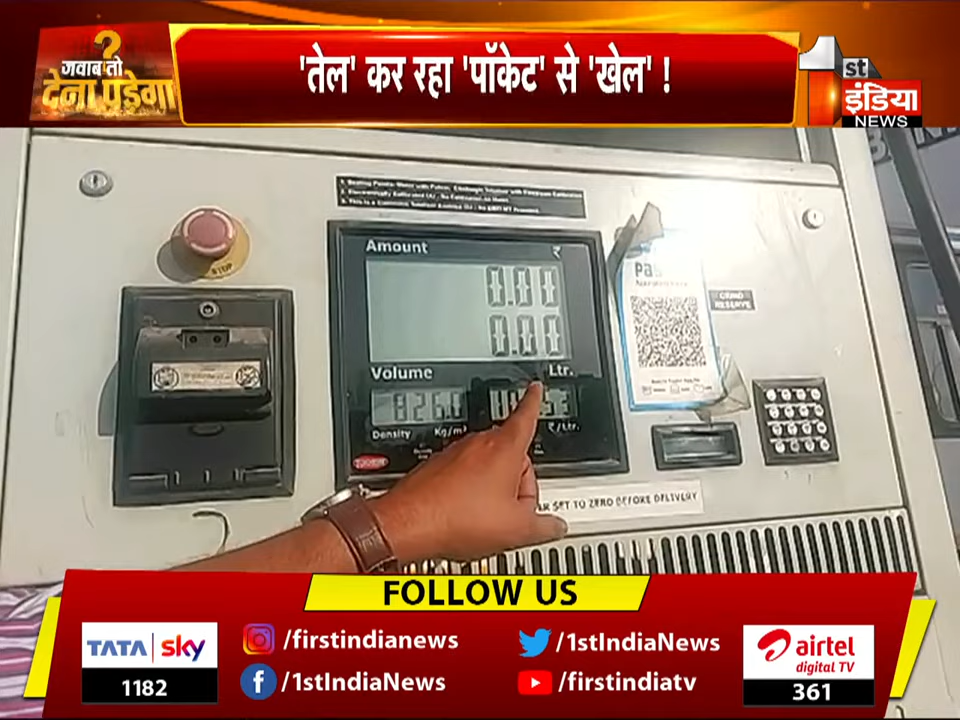 ?
जवाब तो
देना पड़ेगा
'तेल' कर रहा 'पॉकेट' से 'खेल' !
1st
इंडिया
NEWS
STOP
Amount ₹
0.00
0.00
Volume Ltr.
826.0
Density Kg/m³ ₹/Ltr.
SET TO ZERO BEFORE DELIVERY
FOLLOW US
TATA sky
1182
/firstindianews
/1stIndiaNews
/1stIndiaNews
/firstindiatv
airtel
digital TV
361